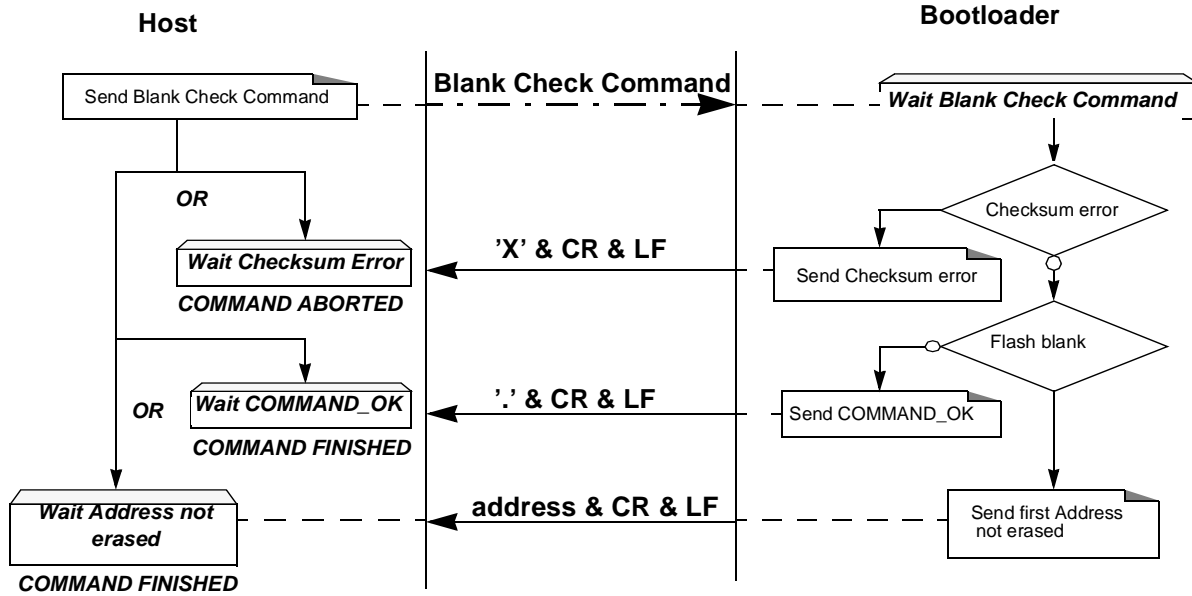 Host
Bootloader
Send Blank Check Command
Blank Check Command
Wait Blank Check Command
OR
Checksum error
Wait Checksum Error
’X’ & CR & LF
Send Checksum error
COMMAND ABORTED
Flash blank
OR
Wait COMMAND_OK
’.’ & CR & LF
Send COMMAND_OK
COMMAND FINISHED
Wait Address not
erased
address & CR & LF
Send first Address
not erased
COMMAND FINISHED